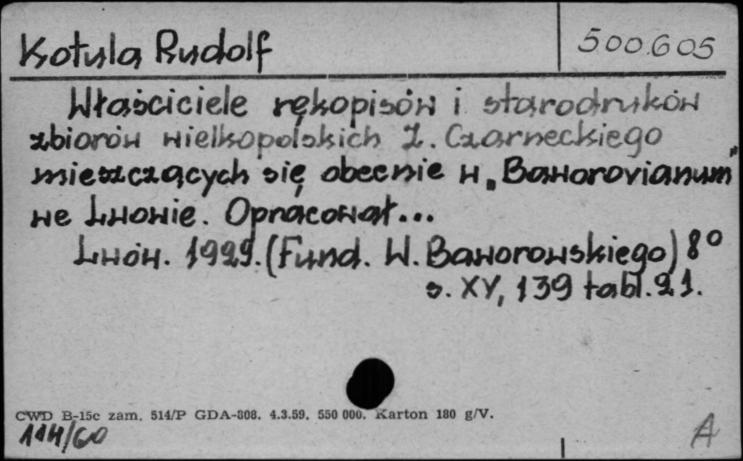 Kotula Rudolf
500.605
Właściciele rękopisów i starodruków
zbiorów wielkopolskich Z. Czarneckiego
mieszczących się obecnie w „Baworovianum"
we Lwowie. Opracował...
Lwów. 1929. (Fund. W. Baworowskiego) 8°
s. XV, 139 tabl. 21.
CWD B-15c zam. 514/P GDA-308. 4.3.59. 550 000. Karton 180 g/V.
114/60
A